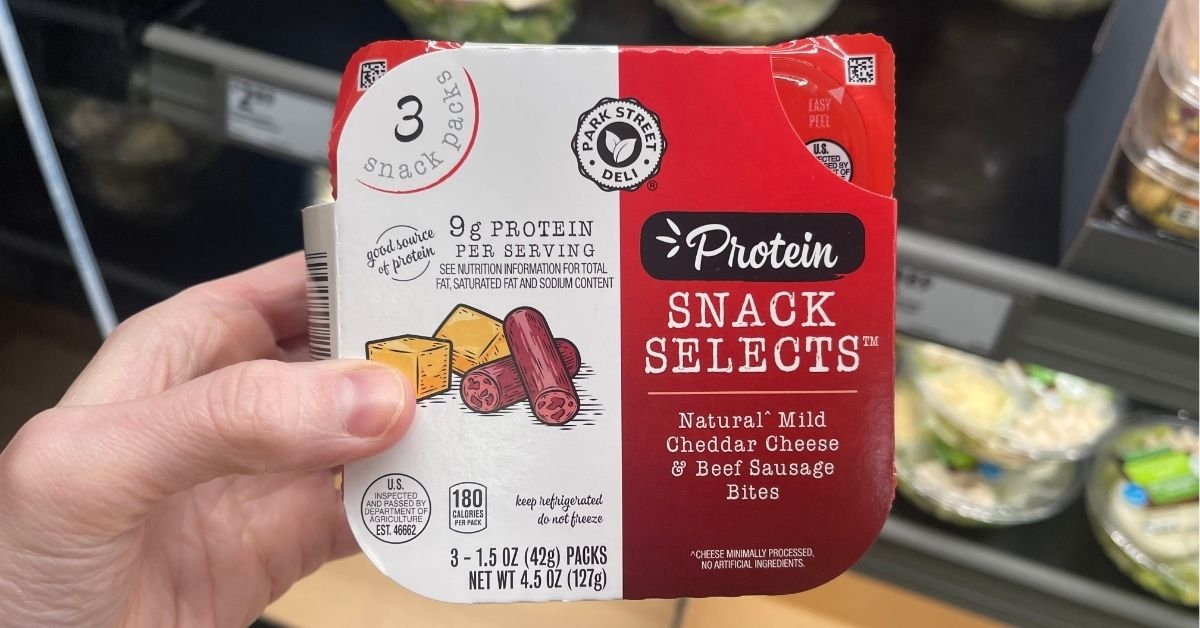 3
snack packs
PARK STREET
DELI
®
EASY
PEEL
U.S.
good source
of protein
9g PROTEIN
PER SERVING
SEE NUTRITION INFORMATION FOR TOTAL
FAT, SATURATED FAT AND SODIUM CONTENT
Protein
SNACK
SELECTS™
Natural^ Mild
Cheddar Cheese
& Beef Sausage
Bites
U.S.
INSPECTED
AND PASSED BY
DEPARTMENT OF
AGRICULTURE
EST. 46662
180
CALORIES
PER PACK
keep refrigerated
do not freeze
3 - 1.5 OZ (42g) PACKS
NET WT 4.5 OZ (127g)
^CHEESE MINIMALLY PROCESSED,
NO ARTIFICIAL INGREDIENTS.